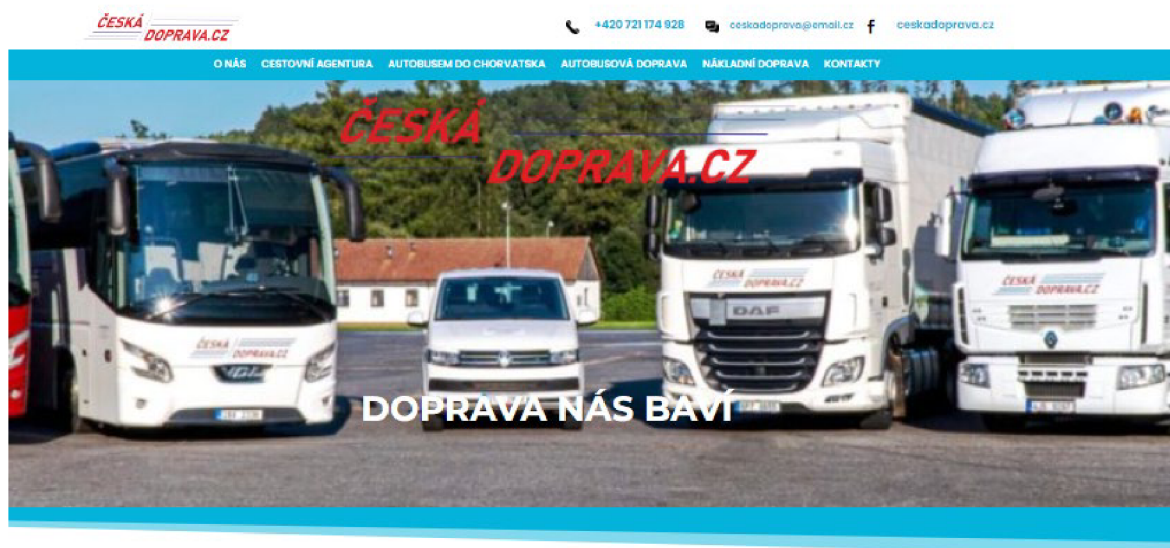 ČESKÁ
DOPRAVA.CZ
+420 721 174 928
ceskadoprava@email.cz
ceskadoprava.cz
O NÁS CESTOVNÍ AGENTURA AUTOBUSEM DO CHORVATSKA AUTOBUSOVÁ DOPRAVA NÁKLADNÍ DOPRAVA KONTAKTY
ČESKÁ
DOPRAVA.CZ
ČESKÁ
DOPRAVA.CZ
DAF
ČESKÁ
DOPRAVA.CZ
ČESKÁ
DOPRAVA.CZ
DOPRAVA NÁS BAVÍ